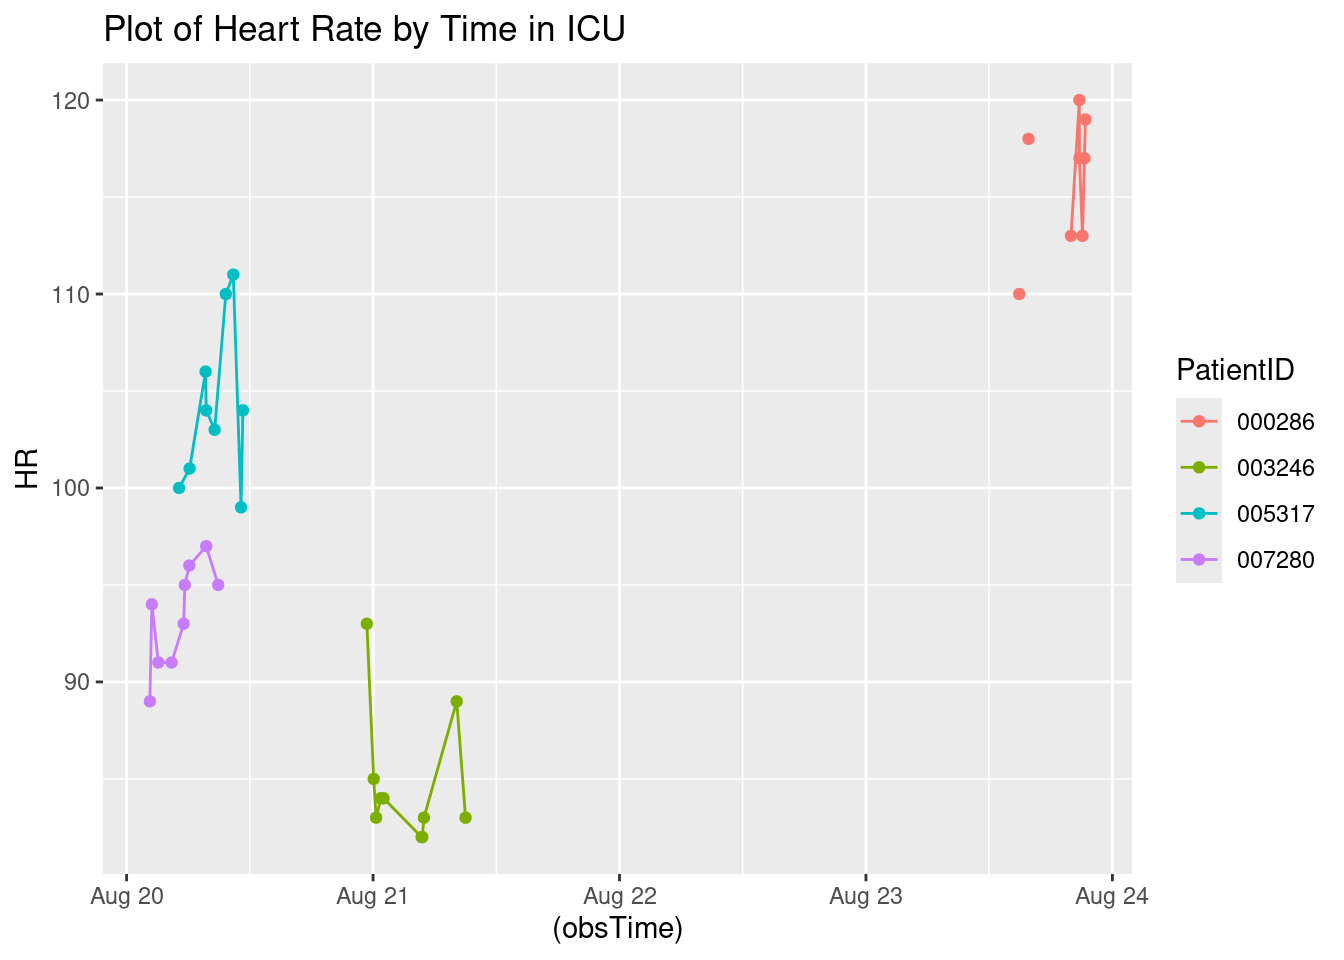 Plot of Heart Rate by Time in ICU
120
110
100
90
HR
Aug 20 Aug 21 Aug 22 Aug 23 Aug 24
(obsTime)
PatientID
000286
003246
005317
007280